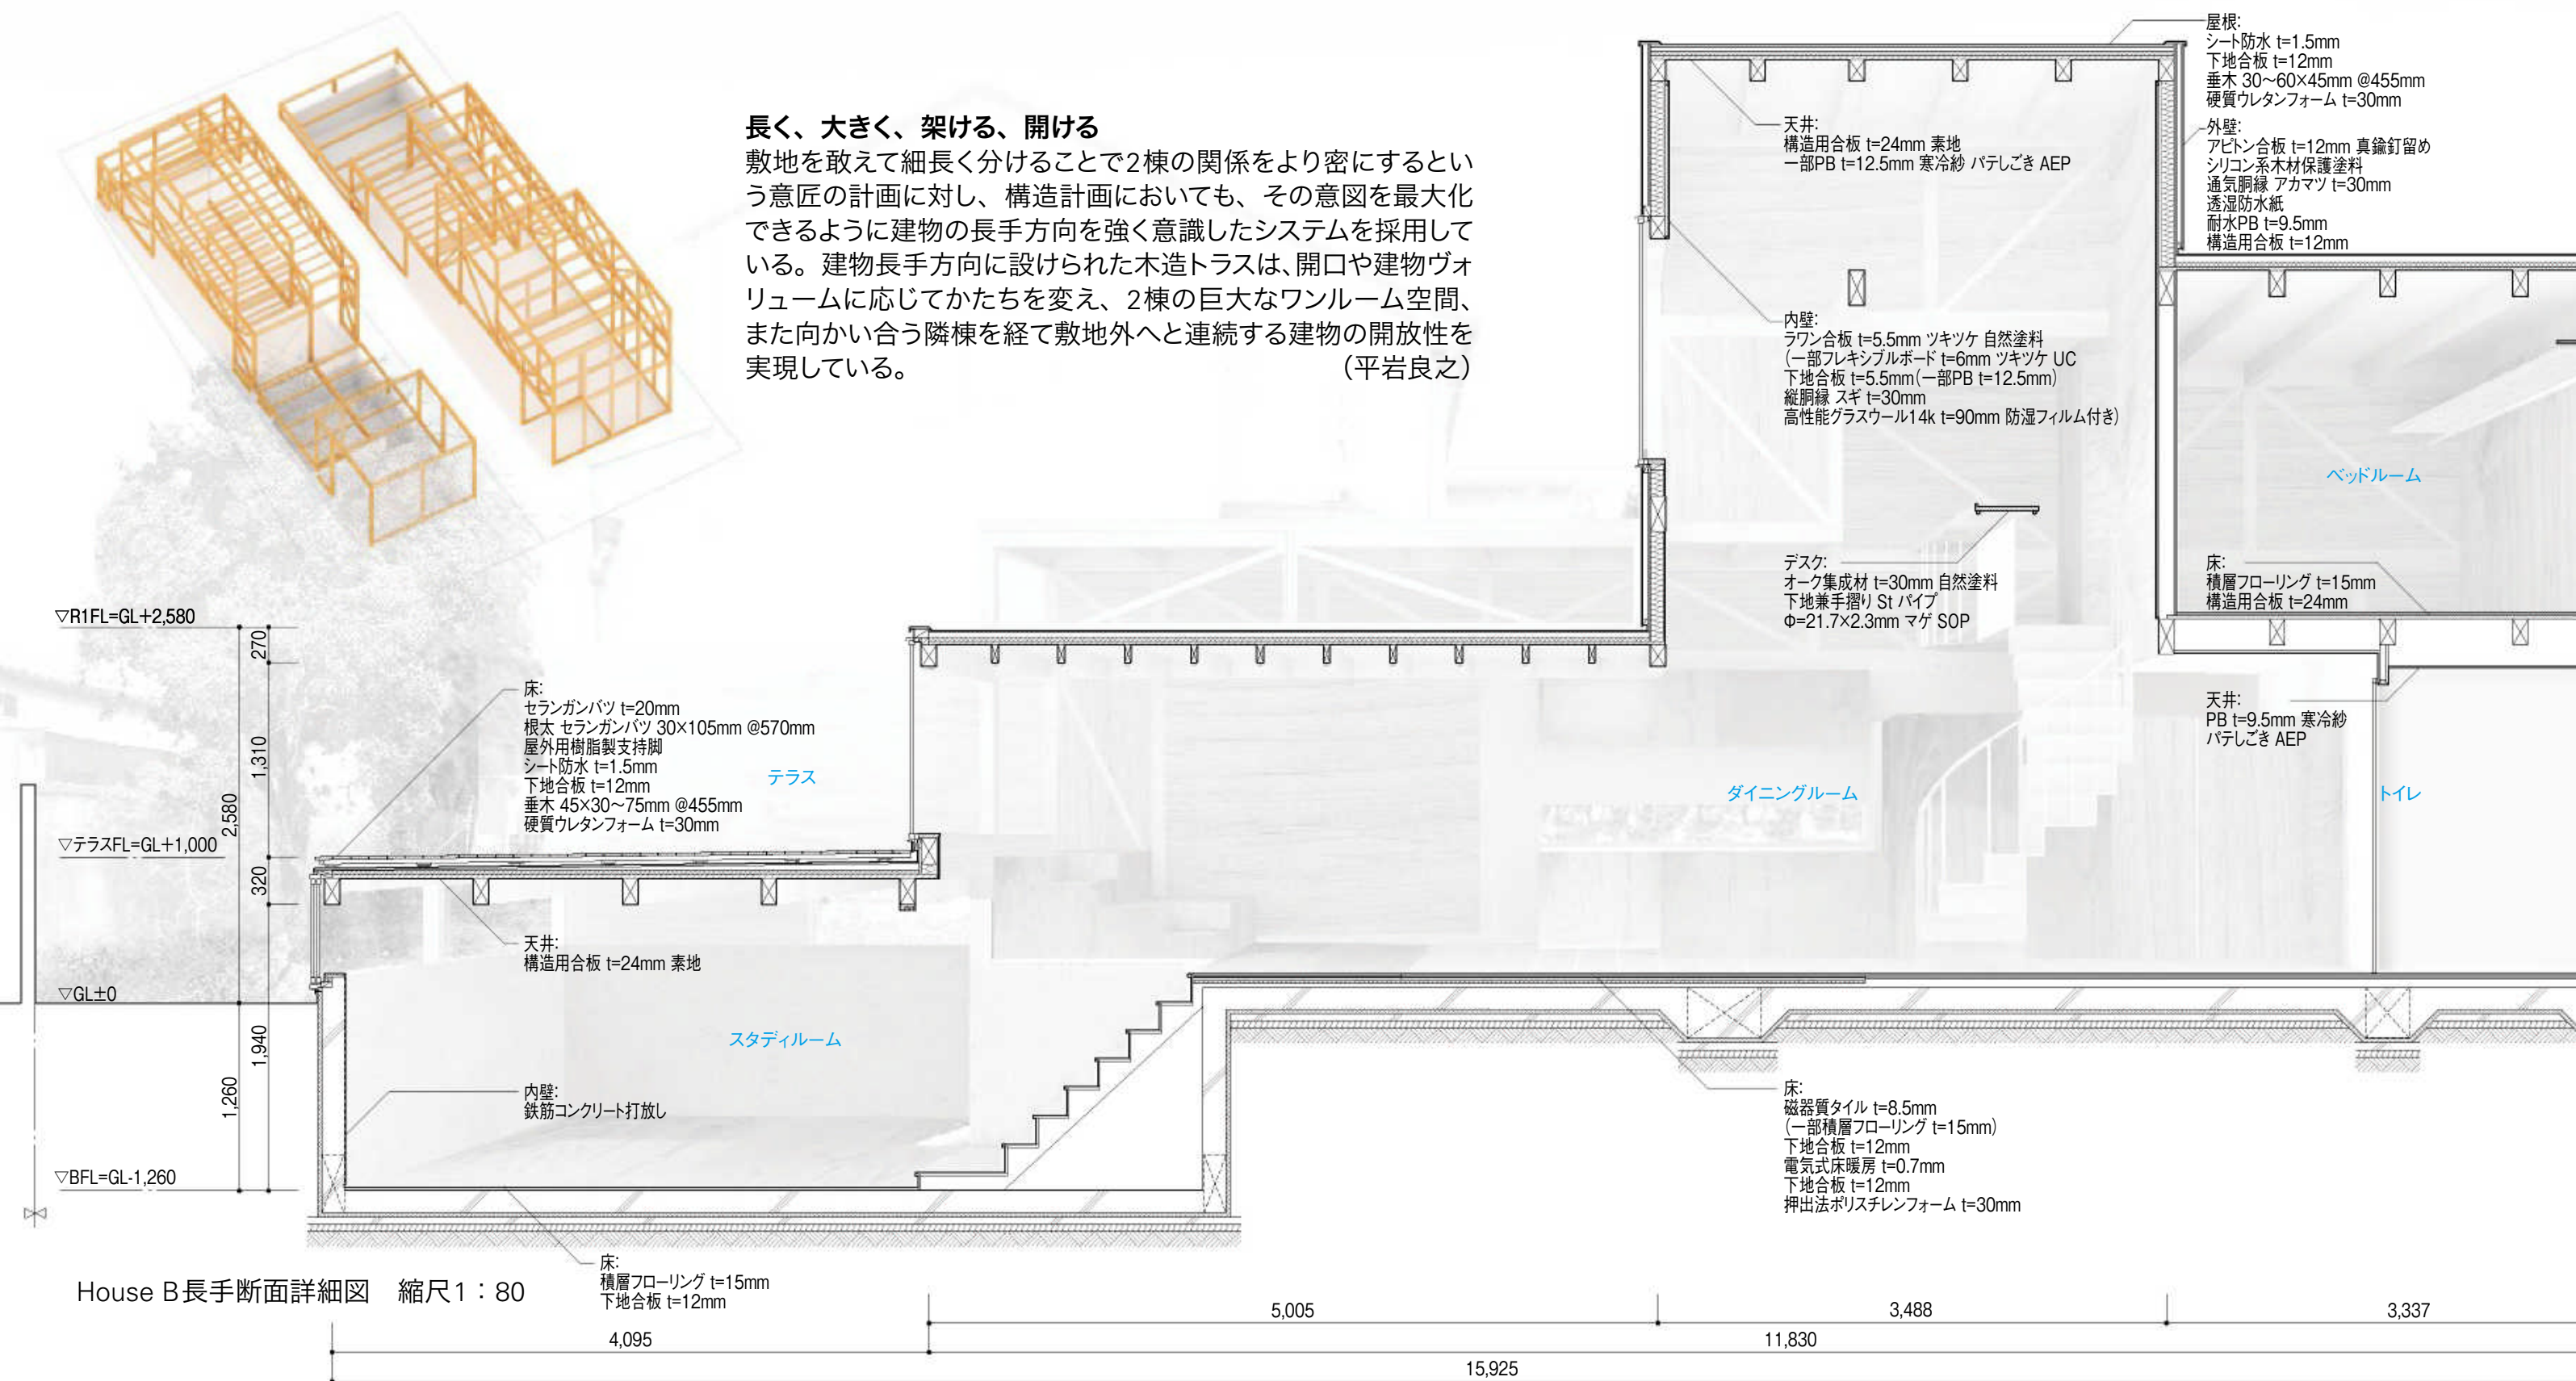 長く、大きく、架ける、開ける
敷地を敢えて細長く分けることで2棟の関係をより密にするとい
う意匠の計画に対し、構造計画においても、その意図を最大化
できるように建物の長手方向を強く意識したシステムを採用して
いる。建物長手方向に設けられた木造トラスは、開口や建物ヴォ
リュームに応じてかたちを変え、2棟の巨大なワンルーム空間、
また向かい合う隣棟を経て敷地外へと連続する建物の開放性を
実現している。 （平岩良之）
屋根:
シート防水 t=1.5mm
下地合板 t=12mm
垂木 30〜60×45mm @455mm
硬質ウレタンフォーム t=30mm
外壁:
アピトン合板 t=12mm 真鍮釘留め
シリコン系木材保護塗料
通気胴縁 アカマツ t=30mm
透湿防水紙
耐水PB t=9.5mm
構造用合板 t=12mm
天井:
構造用合板 t=24mm 素地
一部PB t=12.5mm 寒冷紗 パテしごき AEP
内壁:
ラワン合板 t=5.5mm ツキツケ 自然塗料
(一部フレキシブルボード t=6mm ツキツケ UC
下地合板 t=5.5mm(一部PB t=12.5mm)
縦胴縁 スギ t=30mm
高性能グラスウール14k t=90mm 防湿フィルム付き)
ベッドルーム
デスク:
オーク集成材 t=30mm 自然塗料
下地兼手摺り St パイプ
Φ=21.7×2.3mm マゲ SOP
床:
積層フローリング t=15mm
構造用合板 t=24mm
▽R1FL=GL+2,580
270
1,310
2,580
320
1,940
1,260
床:
セランガンバツ t=20mm
根太 セランガンバツ 30×105mm @570mm
屋外用樹脂製支持脚
シート防水 t=1.5mm
下地合板 t=12mm
垂木 45×30〜75mm @455mm
硬質ウレタンフォーム t=30mm
テラス
ダイニングルーム
天井:
PB t=9.5mm 寒冷紗
パテしごき AEP
トイレ
▽テラスFL=GL+1,000
天井:
構造用合板 t=24mm 素地
▽GL±0
スタディルーム
内壁:
鉄筋コンクリート打放し
▽BFL=GL-1,260
床:
磁器質タイル t=8.5mm
(一部積層フローリング t=15mm)
下地合板 t=12mm
電気式床暖房 t=0.7mm
下地合板 t=12mm
押出法ポリスチレンフォーム t=30mm
床:
積層フローリング t=15mm
下地合板 t=12mm
House B長手断面詳細図 縮尺1：80
5,005
3,488
3,337
4,095
11,830
15,925